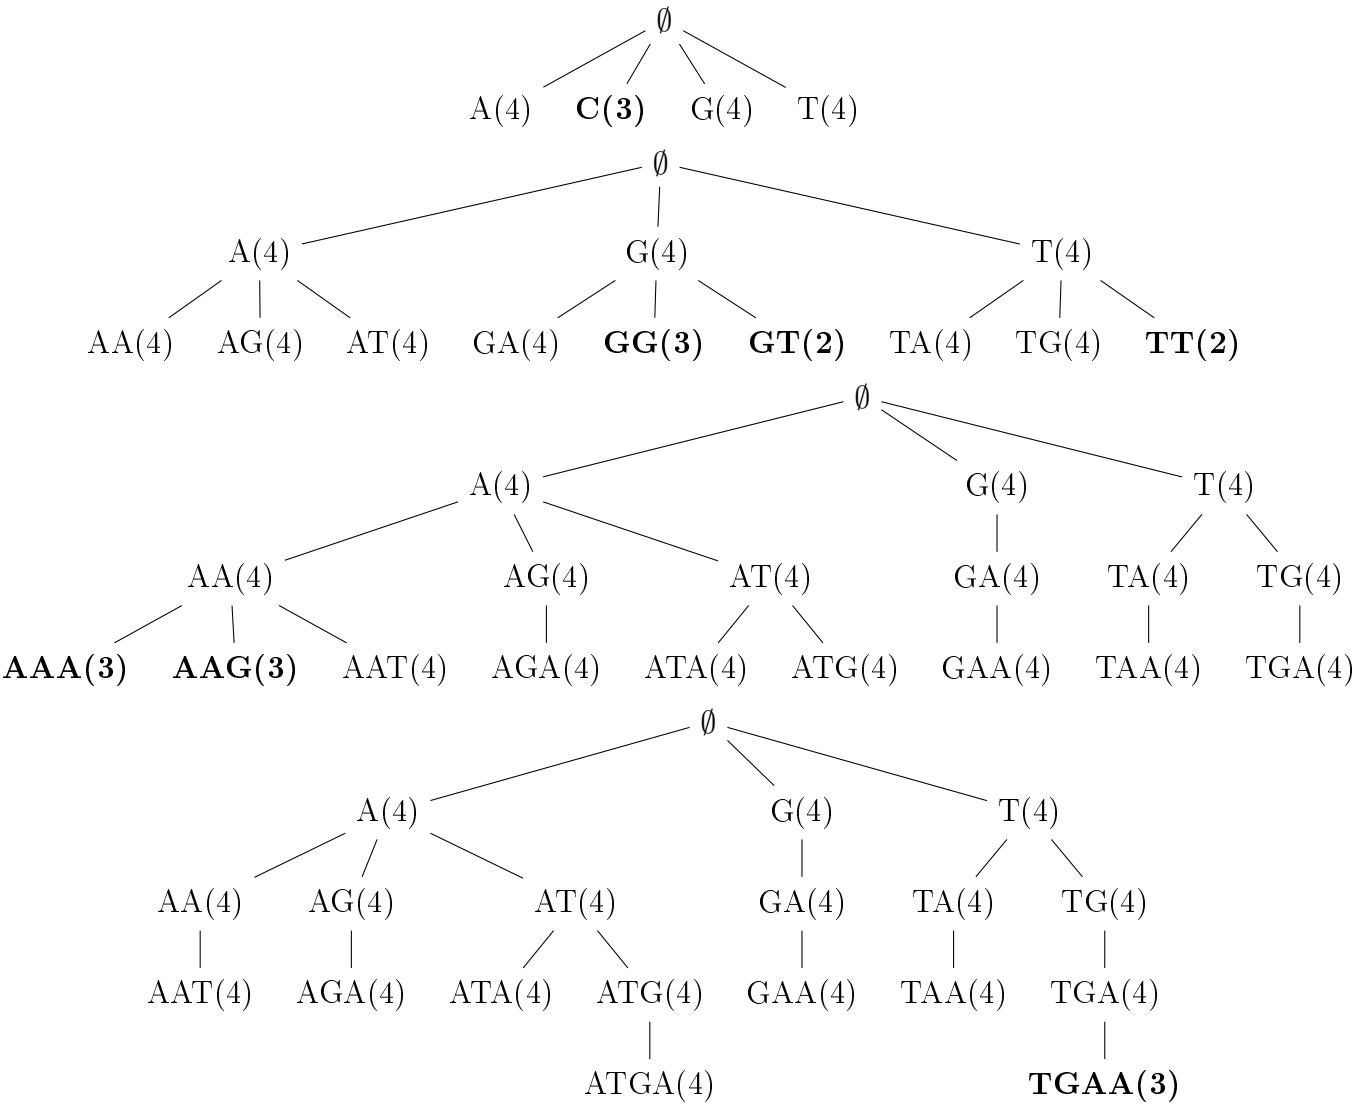 ∅
A(4) C(3) G(4) T(4)
∅
A(4) G(4) T(4)
AA(4) AG(4) AT(4) GA(4) GG(3) GT(2) TA(4) TG(4) TT(2)
∅
A(4) G(4) T(4)
AA(4) AG(4) AT(4) GA(4) TA(4) TG(4)
AAA(3) AAG(3) AAT(4) AGA(4) ATA(4) ATG(4) GAA(4) TAA(4) TGA(4)
∅
A(4) G(4) T(4)
AA(4) AG(4) AT(4) GA(4) TA(4) TG(4)
AAT(4) AGA(4) ATA(4) ATG(4) GAA(4) TAA(4) TGA(4)
ATGA(4) TGAA(3)